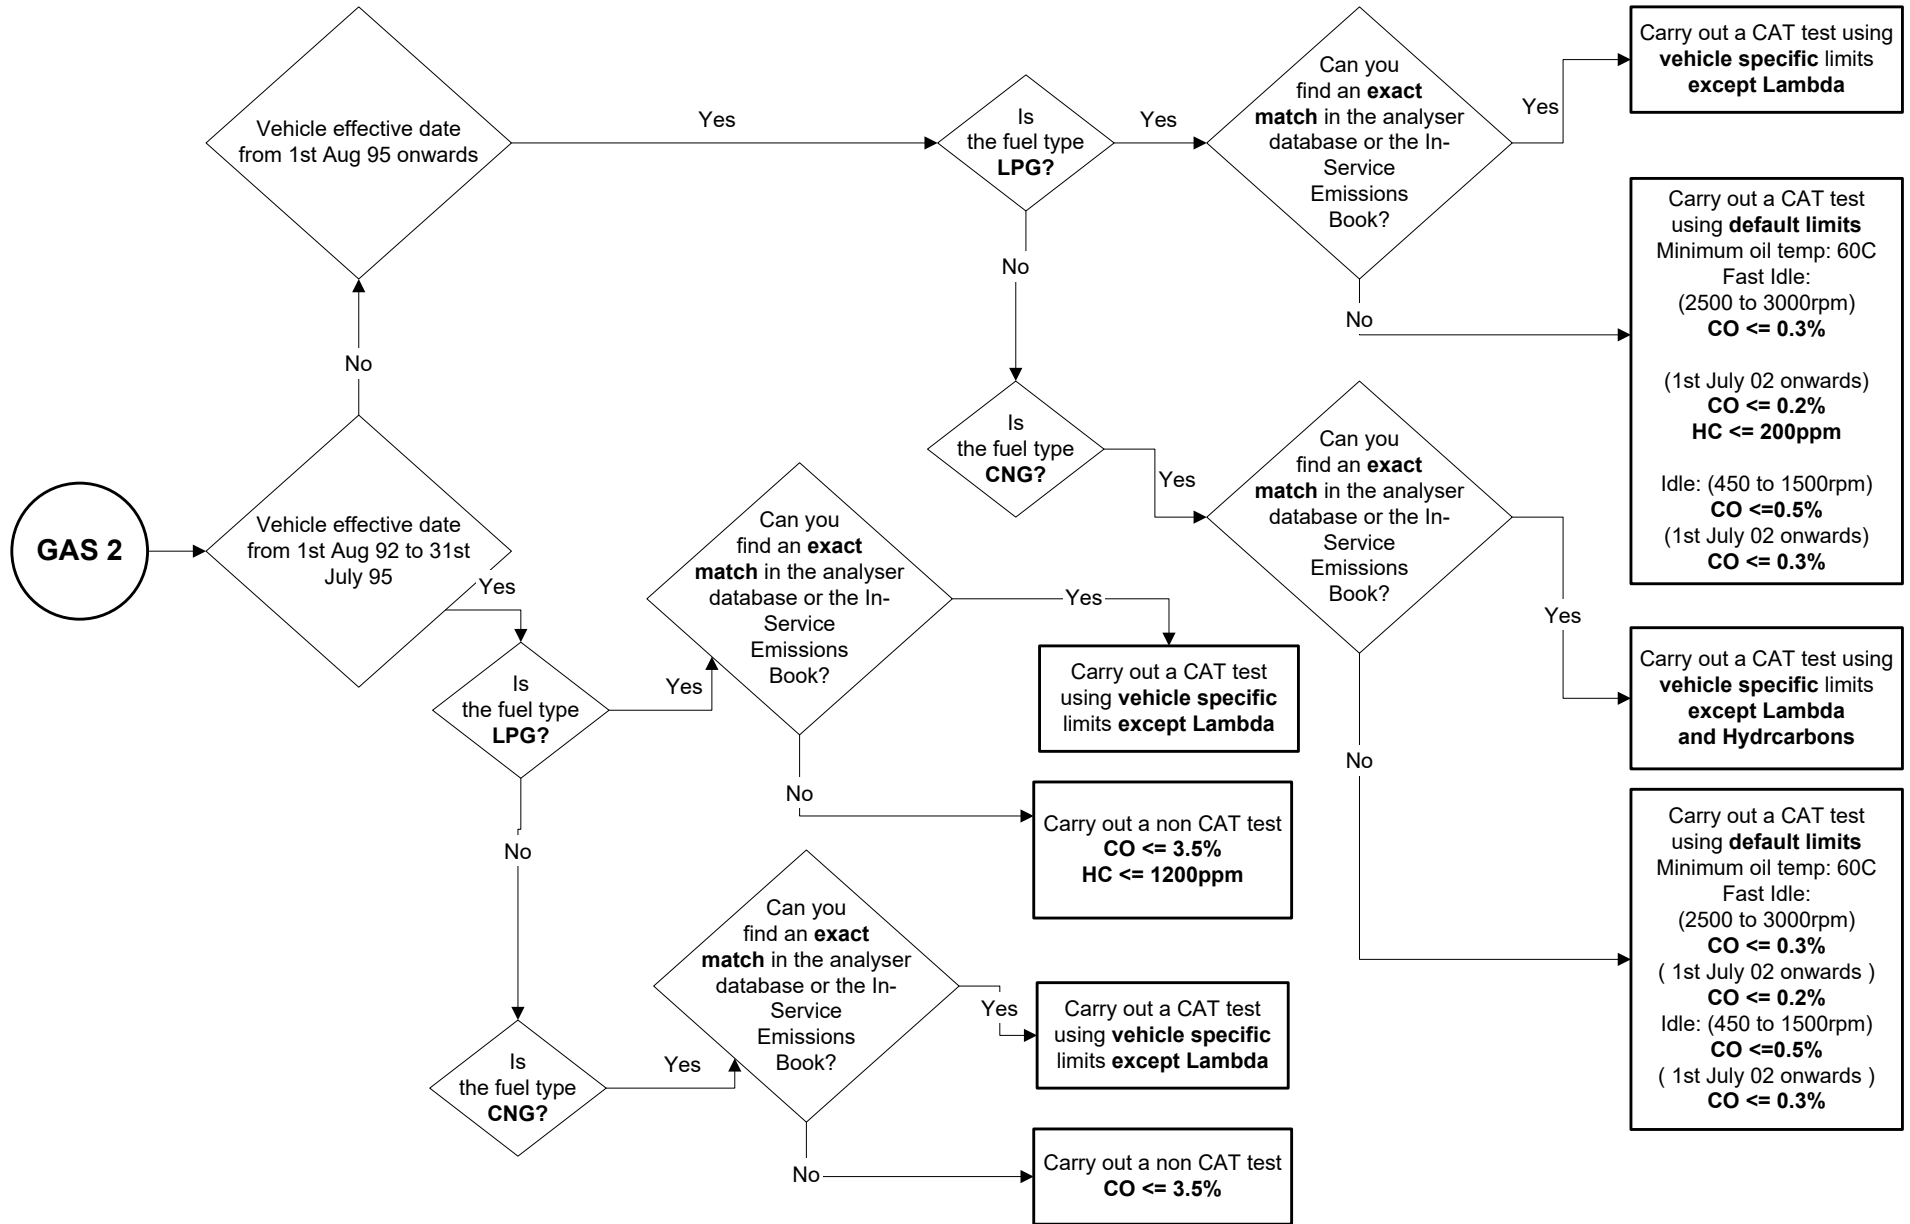 GAS 2
Vehicle effective date
from 1st Aug 92 to 31st
July 95
No
Vehicle effective date
from 1st Aug 95 onwards
Yes
Is
the fuel type
LPG?
Yes
Can you
find an exact
match in the analyser
database or the In-
Service
Emissions
Book?
Yes
Carry out a CAT test using
vehicle specific limits
except Lambda
No
Carry out a CAT test
using default limits
Minimum oil temp: 60C
Fast Idle:
(2500 to 3000rpm)
CO <= 0.3%
(1st July 02 onwards)
CO <= 0.2%
HC <= 200ppm
Idle: (450 to 1500rpm)
CO <=0.5%
(1st July 02 onwards)
CO <= 0.3%
No
Is
the fuel type
CNG?
Yes
Can you
find an exact
match in the analyser
database or the In-
Service
Emissions
Book?
Yes
Carry out a CAT test using
vehicle specific limits
except Lambda
and Hydrcarbons
No
Carry out a CAT test
using default limits
Minimum oil temp: 60C
Fast Idle:
(2500 to 3000rpm)
CO <= 0.3%
( 1st July 02 onwards )
CO <= 0.2%
Idle: (450 to 1500rpm)
CO <=0.5%
( 1st July 02 onwards )
CO <= 0.3%
Yes
Is
the fuel type
LPG?
Yes
Can you
find an exact
match in the analyser
database or the In-
Service
Emissions
Book?
Yes
Carry out a CAT test
using vehicle specific
limits except Lambda
No
Carry out a non CAT test
CO <= 3.5%
HC <= 1200ppm
No
Is
the fuel type
CNG?
Yes
Can you
find an exact
match in the analyser
database or the In-
Service
Emissions
Book?
Yes
Carry out a CAT test
using vehicle specific
limits except Lambda
No
Carry out a non CAT test
CO <= 3.5%